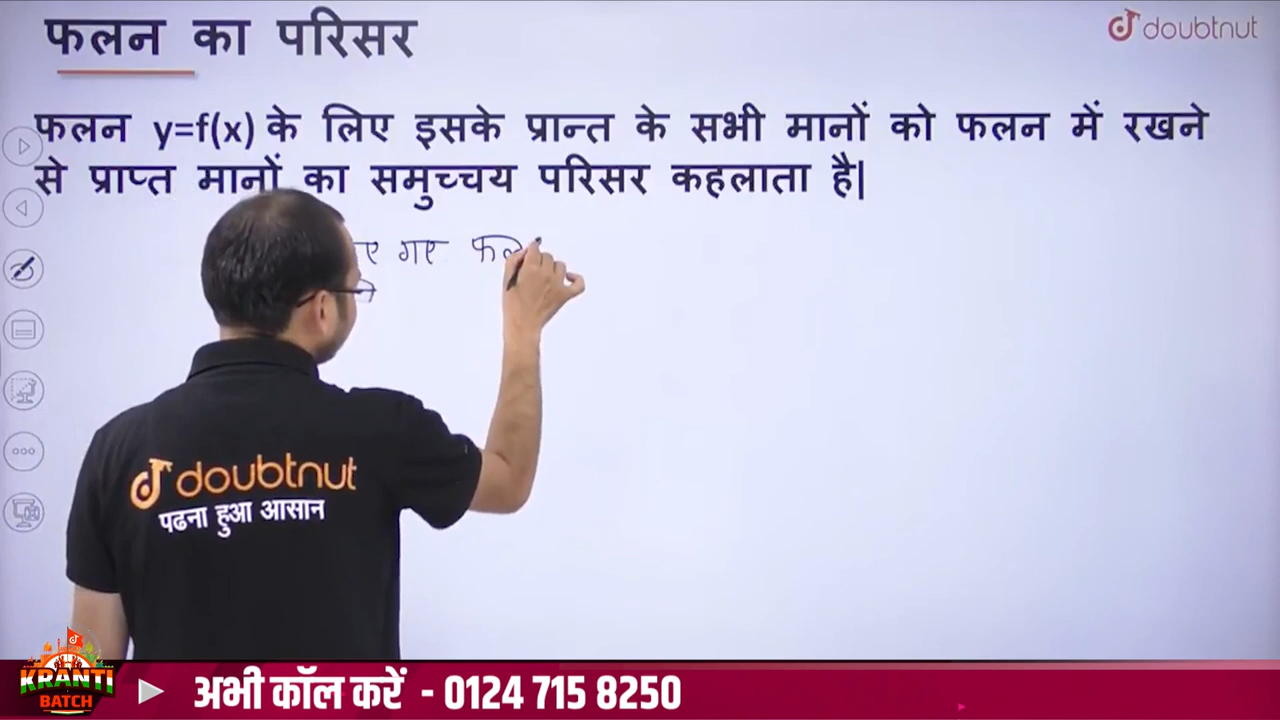 फलन का परिसर
doubtnut
फलन y=f(x) के लिए इसके प्रान्त के सभी मानों को फलन में रखने
से प्राप्त मानों का समुच्चय परिसर कहलाता है|
गए
doubtnut
पढना हुआ आसान
KRANTI
BATCH
अभी कॉल करें - 0124 715 8250